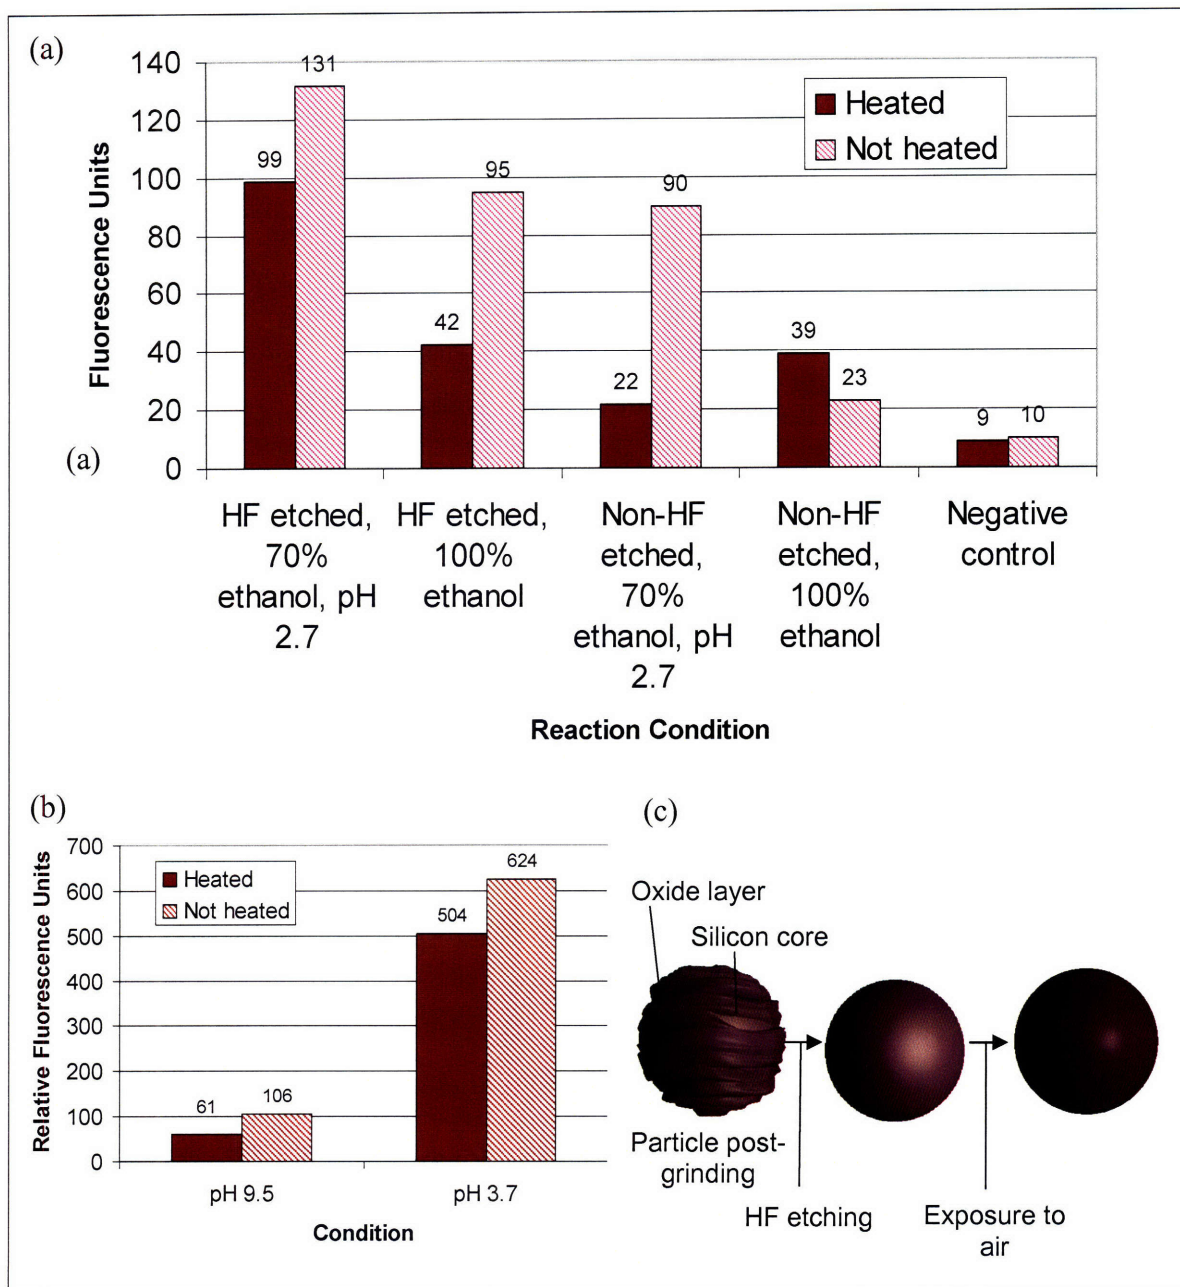 (a)
140
120
100
80
60
40
20
0
Fluorescence Units
(a)
131
99
95
90
42
22
39
23
9
10
Heated
Not heated
HF etched,
70%
ethanol, pH
2.7
HF etched,
100%
ethanol
Non-HF
etched,
70%
ethanol, pH
2.7
Non-HF
etched,
100%
ethanol
Negative
control
Reaction Condition
(b)
700
600
500
400
300
200
100
0
Relative Fluorescence Units
Heated
Not heated
61
106
504
624
pH 9.5
pH 3.7
Condition
(c)
Oxide layer
Silicon core
Particle post-
grinding
HF etching
Exposure to
air